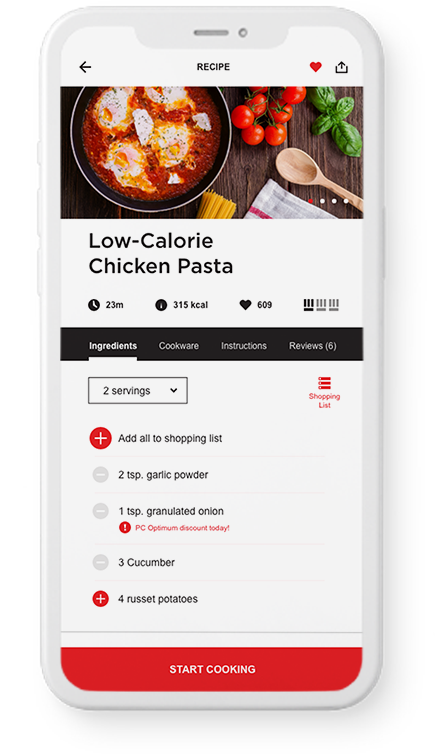 RECIPE
Low-Calorie
Chicken Pasta
23m
315 kcal
609
Ingredients
Cookware
Instructions
Reviews (6)
2 servings
Shopping
List
Add all to shopping list
2 tsp. garlic powder
1 tsp. granulated onion
PC Optimum discount today!
3 Cucumber
4 russet potatoes
START COOKING